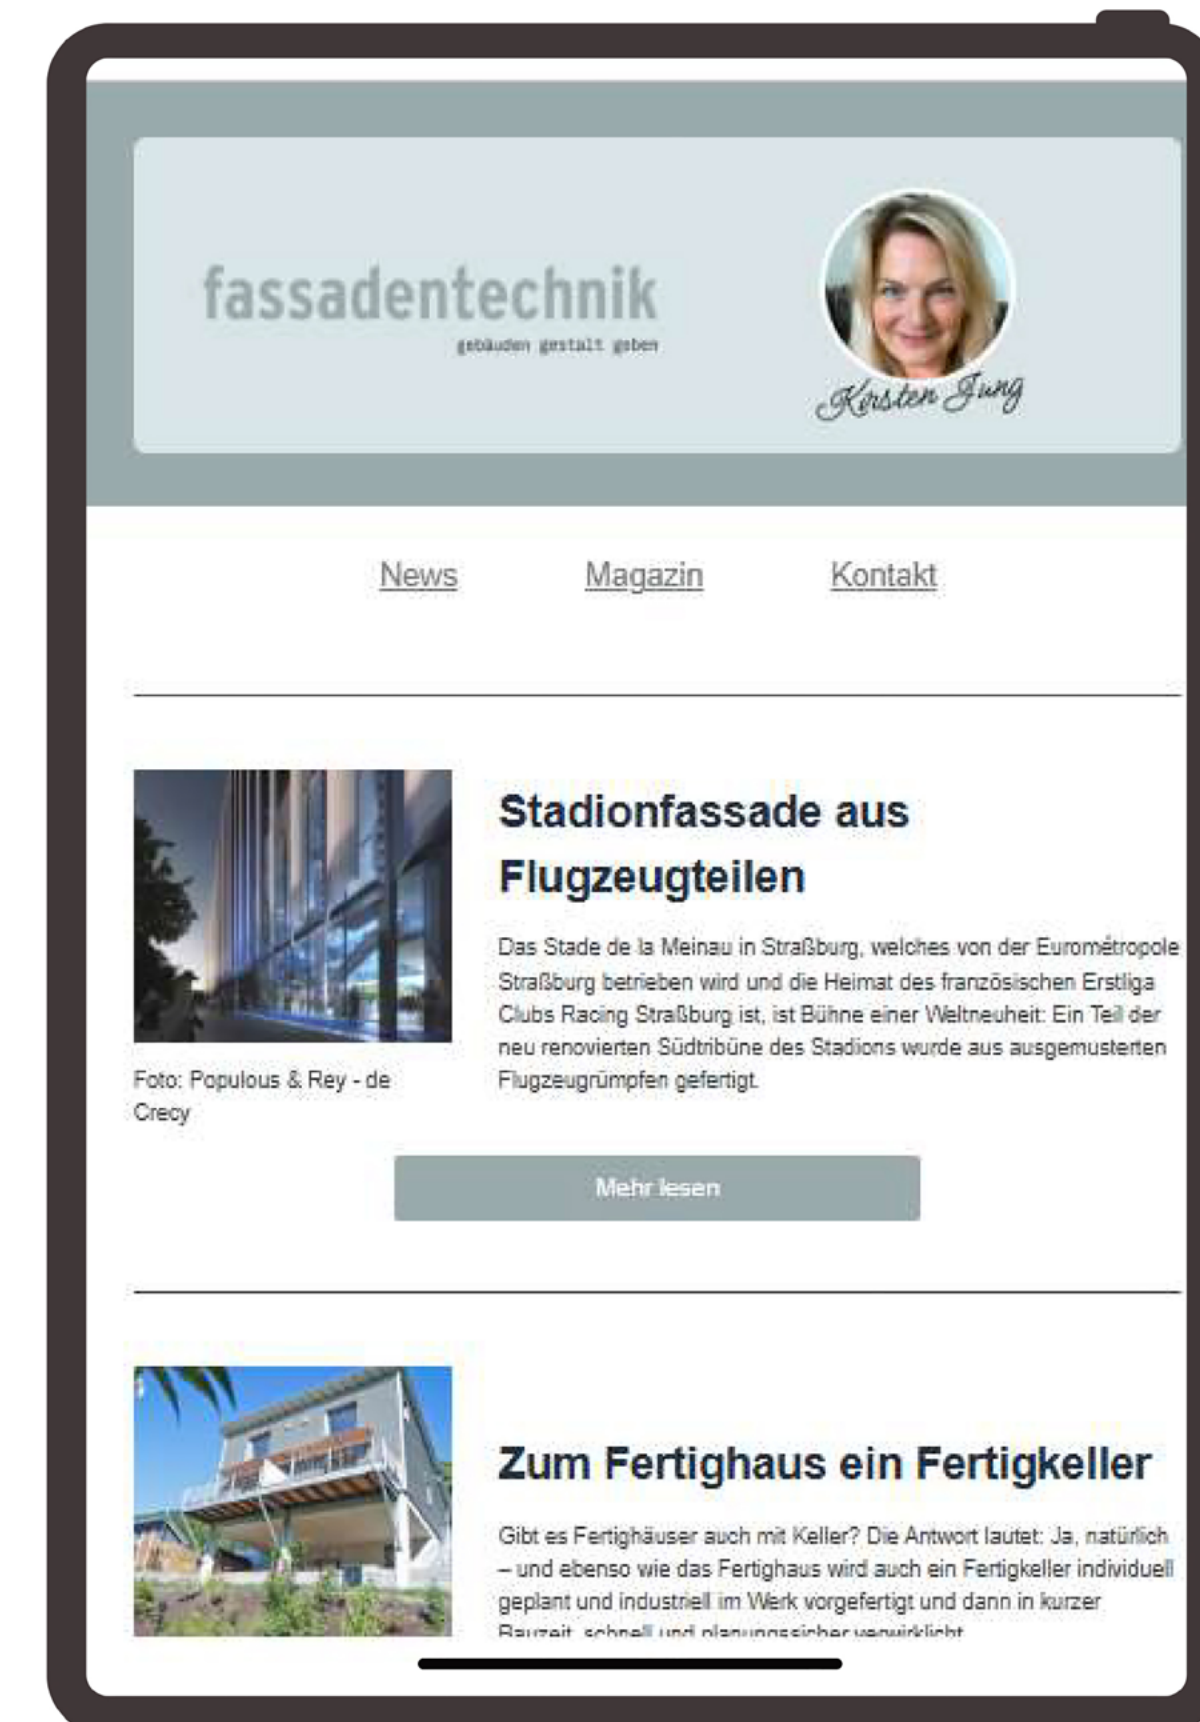 fassadentechnik
gebäuden gestalt geben
Kirsten Jung
News Magazin Kontakt
Stadionfassade aus
Flugzeugteilen
Das Stade de la Meinau in Straßburg, welches von der Eurométropole
Straßburg betrieben wird und die Heimat des französischen Erstliga
Clubs Racing Straßburg ist, ist Bühne einer Weltneuheit: Ein Teil der
neu renovierten Südtribüne des Stadions wurde aus ausgemusterten
Flugzeugrümpfen gefertigt.
Foto: Populous & Rey - de
Crecy
Mehr lesen
Zum Fertighaus ein Fertigkeller
Gibt es Fertighäuser auch mit Keller? Die Antwort lautet: Ja, natürlich
– und ebenso wie das Fertighaus wird auch ein Fertigkeller individuell
geplant und industriell im Werk vorgefertigt und dann in kurzer
Bauzeit, schnell und planungssicher verwirklicht